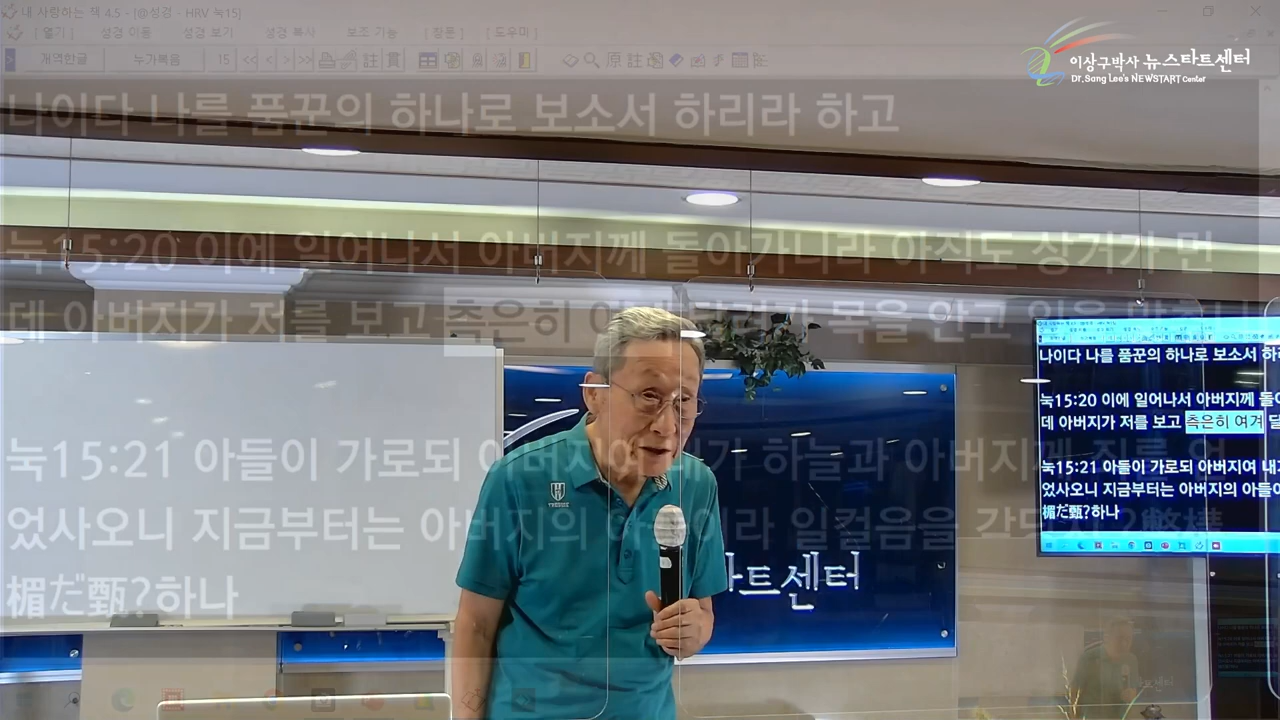 내 사랑하는 책 4.5 - [@성경 - HRV 눅15]
[ 열기 ] 성경 이동 성경 보기 성경 복사 보조 기능 [ 황론 ] [ 도우미 ]
개역한글 누가복음 15 << < > >>
이상구박사 뉴스타트센터
Dr. Sang Lee's NEWSTART Center
나이다 나를 품꾼의 하나로 보소서 하리라 하고
눅15:20 이에 일어나서 아버지께 돌아가니라 아직도 상거가 먼
데 아버지가 저를 보고 측은히 여겨 달려가 목을 안고 입을 맞추니
눅15:21 아들이 가로되 아버지여 내가 하늘과 아버지께 죄를 얻
었사오니 지금부터는 아버지의 아들이라 일컬음을
楣だ甄?하나
나이다 나를 품꾼의 하나로 보소서 하리
눅15:20 이에 일어나서 아버지께 돌아
데 아버지가 저를 보고 측은히 여겨 달
눅15:21 아들이 가로되 아버지여 내가
었사오니 지금부터는 아버지의 아들이
楣だ甄?하나
타트센터